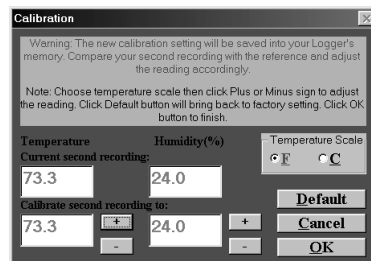 Calibration
Warning: The new calibration setting will be saved into your Logger's
memory. Compare your second recording with the reference and adjust
the reading accordingly.
Note: Choose temperature scale then click Plus or Minus sign to adjust
the reading. Click Default button will bring back to factory setting. Click OK
button to finish.
Temperature Humidity(%)
Temperature Scale
F C
Current second recording:
73.3 24.0
Calibrate second recording to:
73.3 + 24.0 +
- -
Default
Cancel
OK